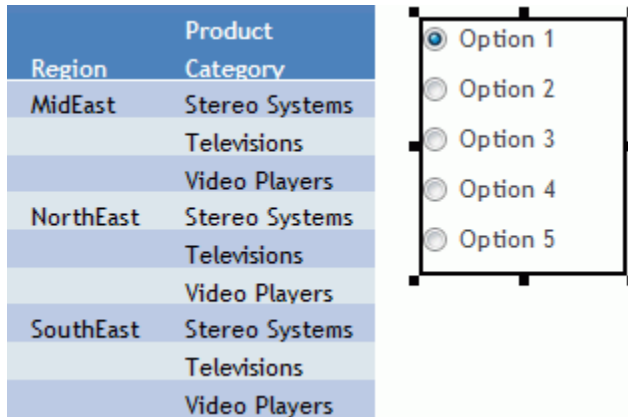 Product
Region Category
MidEast Stereo Systems
Televisions
Video Players
NorthEast Stereo Systems
Televisions
Video Players
SouthEast Stereo Systems
Televisions
Video Players
Option 1
Option 2
Option 3
Option 4
Option 5